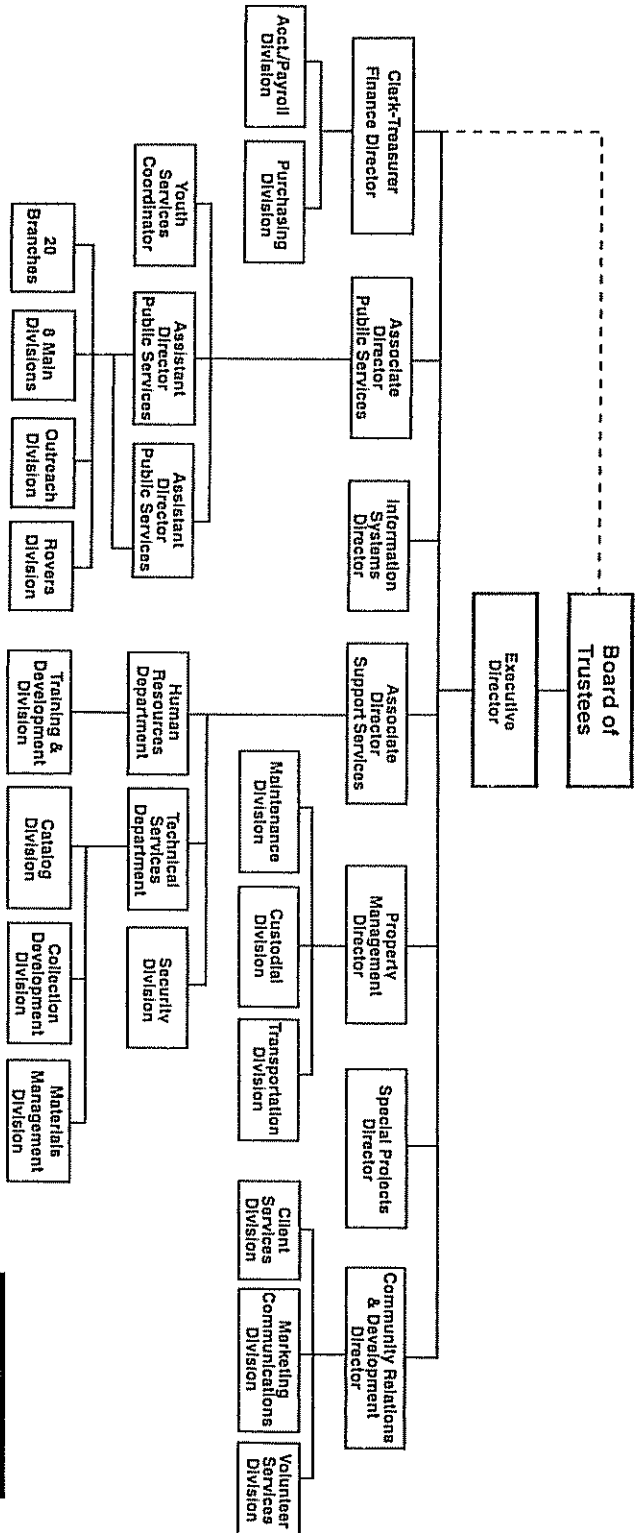 Board of
Trustees
Executive
Director
Clerk-Treasurer
Finance Director
Associate
Director
Public Services
Information
Systems
Director
Associate
Director
Support Services
Property
Management
Director
Special Projects
Director
Community Relations
& Development
Director
Acct./Payroll
Division
Purchasing
Division
Maintenance
Division
Custodial
Division
Transportation
Division
Client
Services
Division
Marketing
Communications
Division
Volunteer
Services
Division
Youth
Services
Coordinator
Assistant
Director
Public Services
Assistant
Director
Public Services
Human
Resources
Department
Technical
Services
Department
Security
Division
20
Branches
8 Main
Divisions
Outreach
Division
Rovers
Division
Training &
Development
Division
Catalog
Division
Collection
Development
Division
Materials
Management
Division